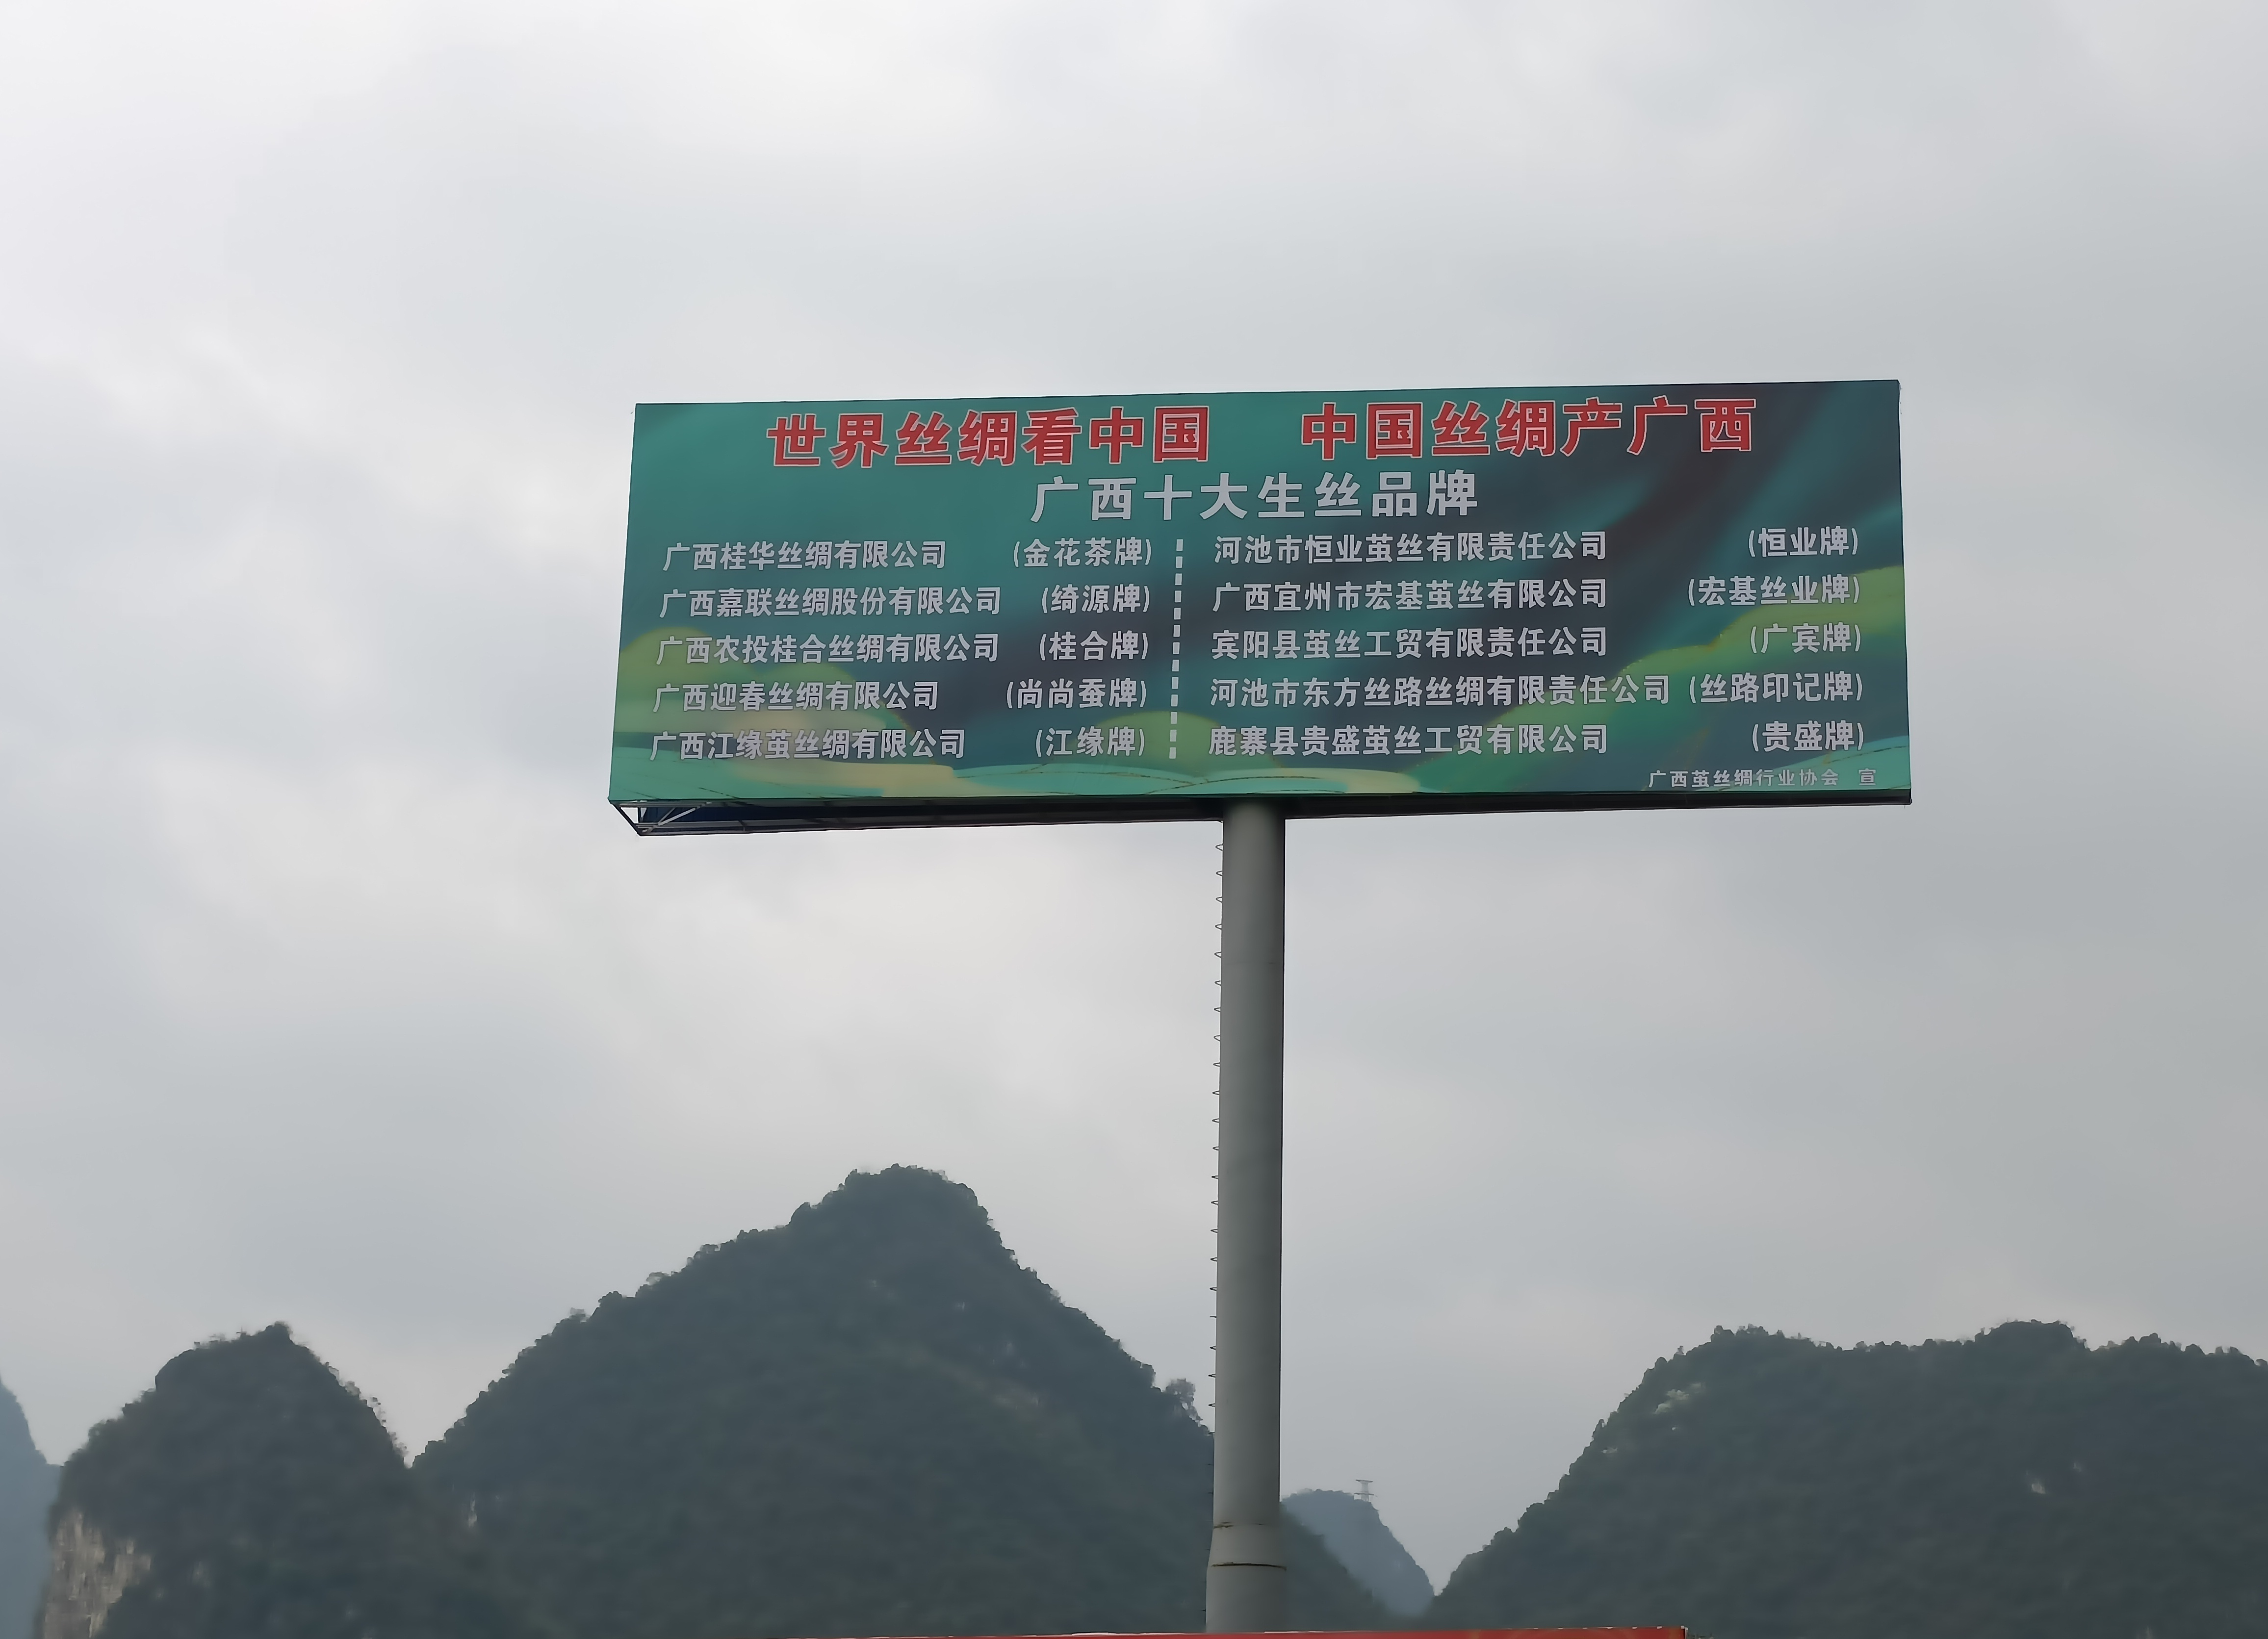 世界丝绸看中国 中国丝绸产广西
广西十大生丝品牌
广西桂华丝绸有限公司 (金花茶牌)
广西嘉联丝绸股份有限公司 (绮源牌)
广西农投桂合丝绸有限公司 (桂合牌)
广西迎春丝绸有限公司 (尚尚蚕牌)
广西江缘茧丝绸有限公司 (江缘牌)
河池市恒业茧丝有限责任公司 (恒业牌)
广西宜州市宏基茧丝有限公司 (宏基丝业牌)
宾阳县茧丝工贸有限责任公司 (广宾牌)
河池市东方丝路丝绸有限责任公司 (丝路印记牌)
鹿寨县贵盛茧丝工贸有限公司 (贵盛牌)
广西茧丝绸行业协会 宣